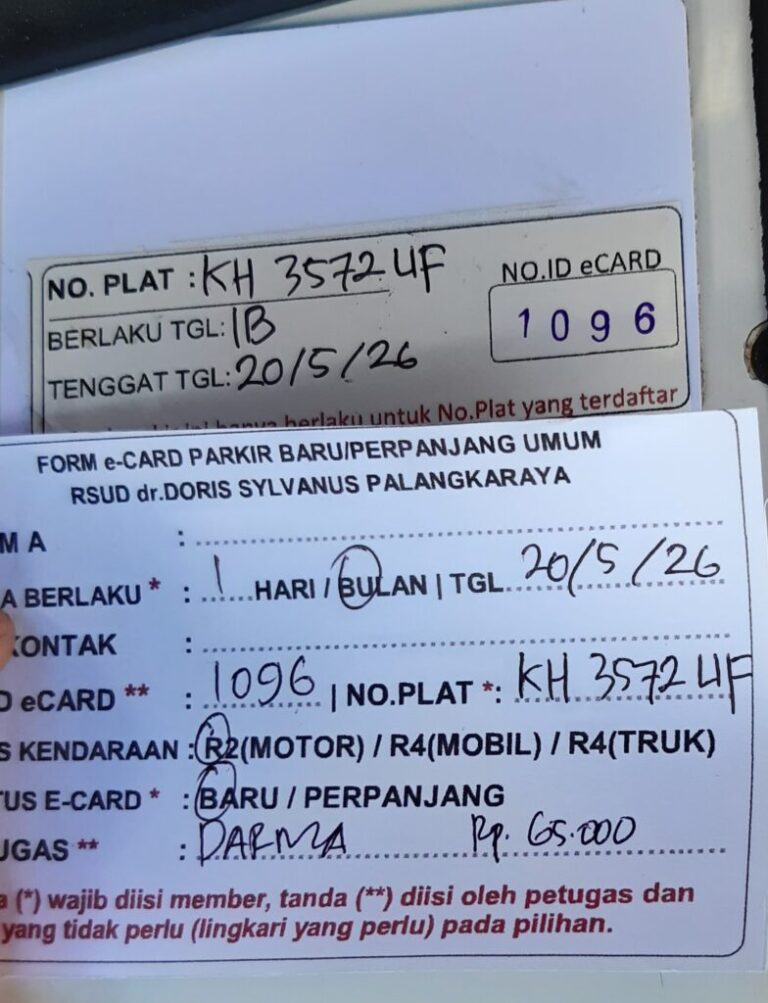 NO. PLAT : KH 3572 UF
NO.ID eCARD
1096
BERLAKU TGL: 1B
TENGGAT TGL: 20/5/26
berlaku untuk No.Plat yang terdaftar
FORM e-CARD PARKIR BARU/PERPANJANG UMUM
RSUD dr.DORIS SYLVANUS PALANGKARAYA
M A :
A BERLAKU * : 1 HARI / BULAN | TGL 20/5/26
KONTAK :
D eCARD ** : 1096 | NO.PLAT *: KH 3572 UF
S KENDARAAN : R2(MOTOR) / R4(MOBIL) / R4(TRUK)
TUS E-CARD * : BARU / PERPANJANG
UGAS ** : DARMA Rp. 65.000
a (*) wajib diisi member, tanda (**) diisi oleh petugas dan
yang tidak perlu (lingkari yang perlu) pada pilihan.